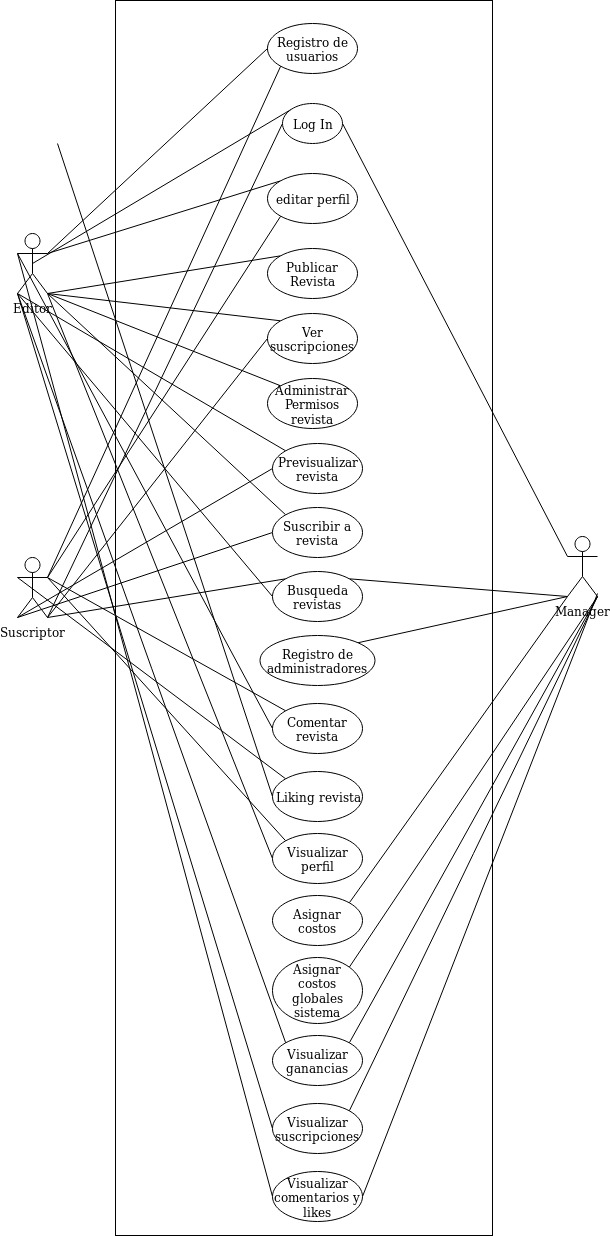 Registro de
usuarios
Log In
editar perfil
Publicar
Revista
Editor
Ver
suscripciones
Administrar
Permisos
revista
Previsualizar
revista
Suscribir a
revista
Busqueda
revistas
Manager
Suscriptor
Registro de
administradores
Comentar
revista
Liking revista
Visualizar
perfil
Asignar
costos
Asignar
costos
globales
sistema
Visualizar
ganancias
Visualizar
suscripciones
Visualizar
comentarios y
likes